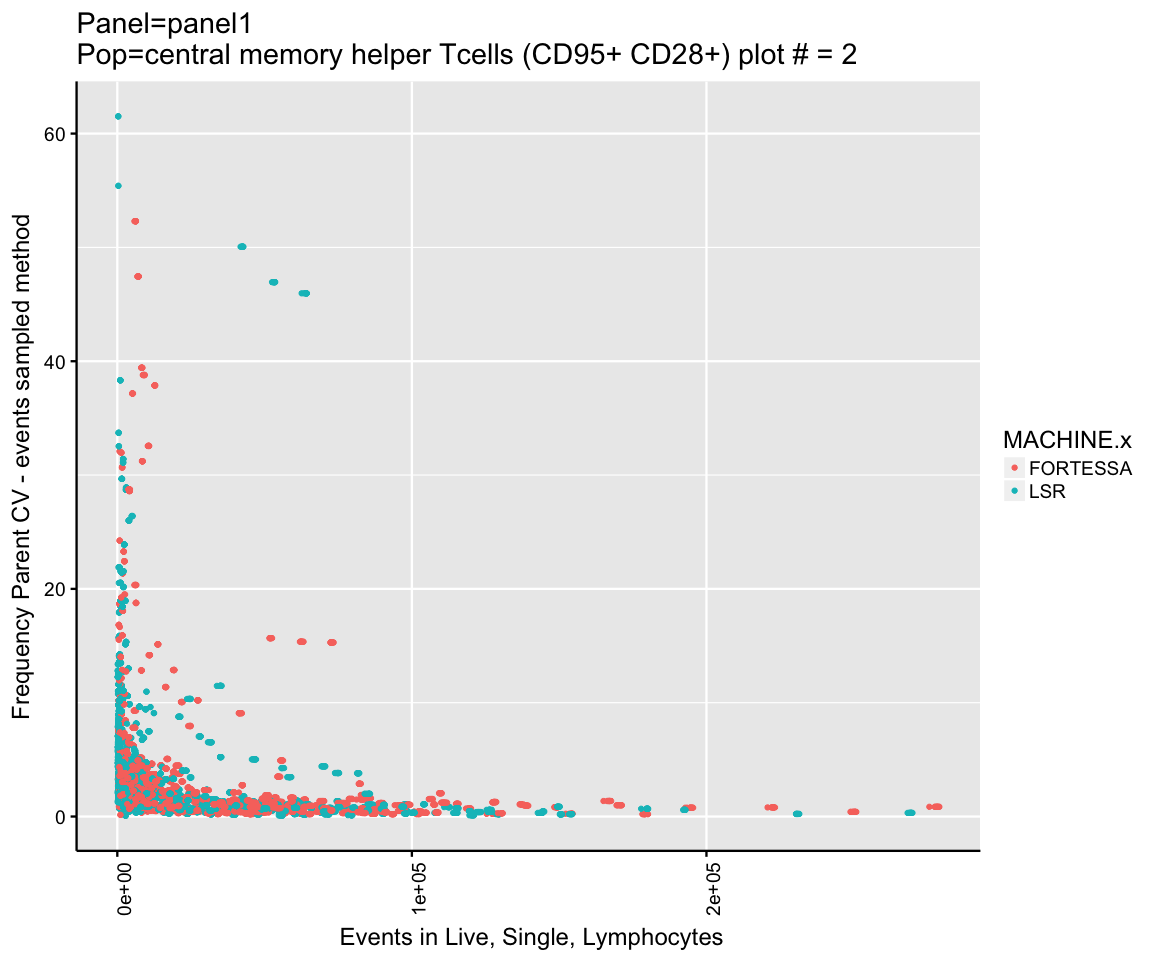 Panel=panel1
Pop=central memory helper Tcells (CD95+ CD28+) plot # = 2
Frequency Parent CV - events sampled method
60
40
20
0
0e+00
1e+05
2e+05
Events in Live, Single, Lymphocytes
MACHINE.x
FORTESSA
LSR